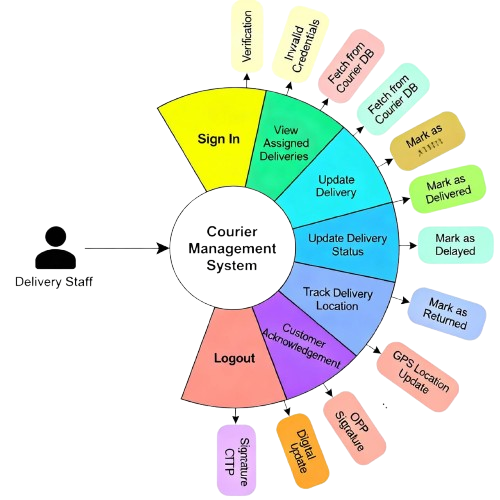 Verification
Invalid
Credentials
Fetch from
Courier DB
Fetch from
Courier DB
Mark as
Mark as
Delivered
Mark as
Delayed
Mark as
Returned
GPS Location
Update
OPP
Signature
Digital
Update
Signature
CTTP
Sign In
View
Assigned
Deliveries
Update
Delivery
Update Delivery
Status
Track Delivery
Location
Customer
Acknowledgement
Logout
Courier
Management
System
Delivery Staff